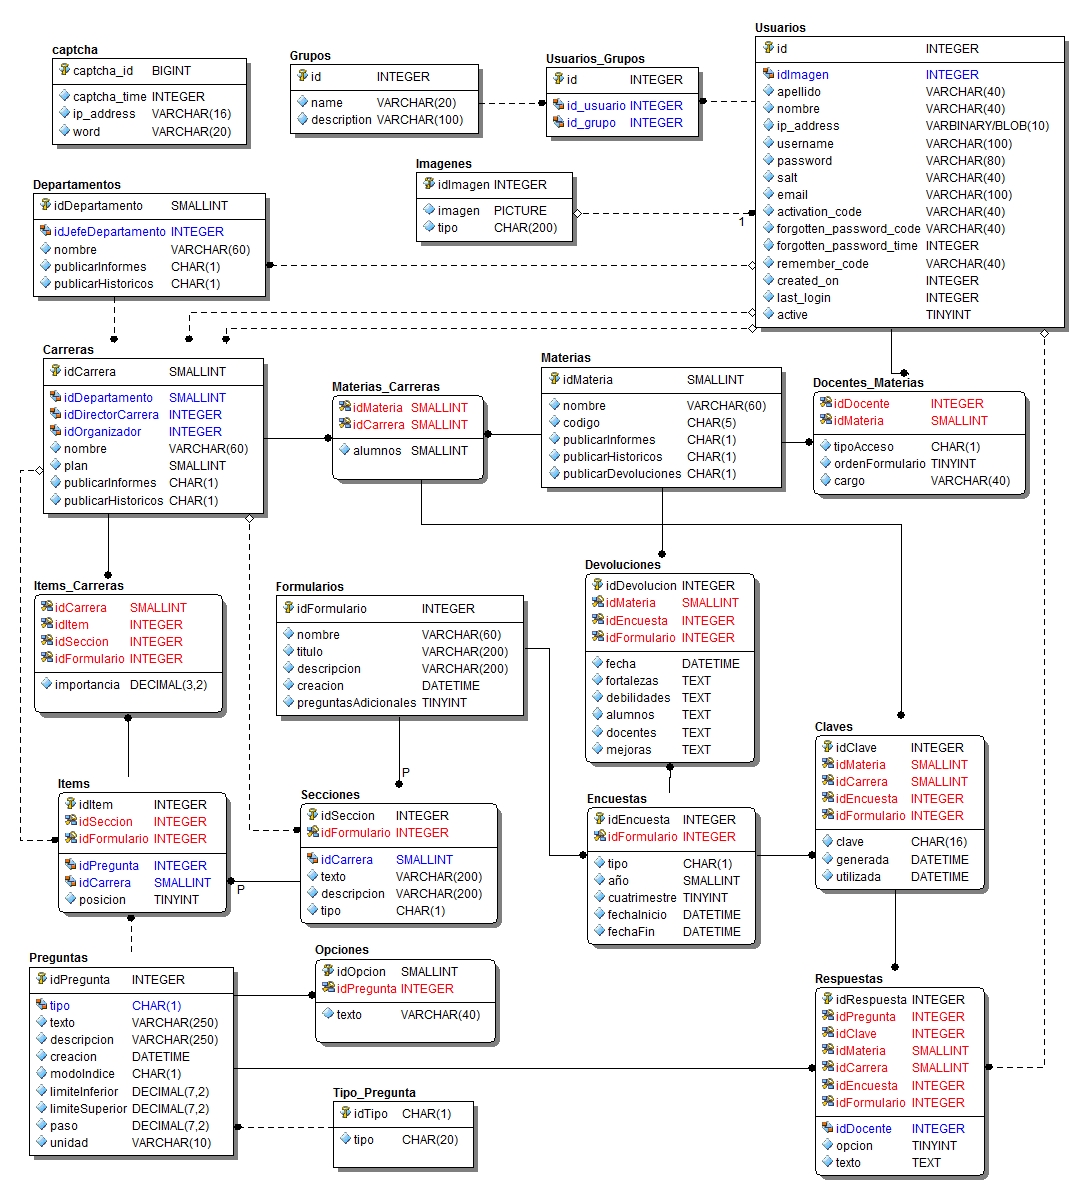 captcha
captcha_id BIGINT
captcha_time INTEGER
ip_address VARCHAR(16)
word VARCHAR(20)
Grupos
id INTEGER
name VARCHAR(20)
description VARCHAR(100)
Usuarios_Grupos
id INTEGER
id_usuario INTEGER
id_grupo INTEGER
Usuarios
id INTEGER
idImagen INTEGER
apellido VARCHAR(40)
nombre VARCHAR(40)
ip_address VARBINARY/BLOB(10)
username VARCHAR(100)
password VARCHAR(80)
salt VARCHAR(40)
email VARCHAR(100)
activation_code VARCHAR(40)
forgotten_password_code VARCHAR(40)
forgotten_password_time INTEGER
remember_code VARCHAR(40)
created_on INTEGER
last_login INTEGER
active TINYINT
Imagenes
idImagen INTEGER
imagen PICTURE
tipo CHAR(200)
1
Departamentos
idDepartamento SMALLINT
idJefeDepartamento INTEGER
nombre VARCHAR(60)
publicarInformes CHAR(1)
publicarHistoricos CHAR(1)
Carreras
idCarrera SMALLINT
idDepartamento SMALLINT
idDirectorCarrera INTEGER
idOrganizador INTEGER
nombre VARCHAR(60)
plan SMALLINT
publicarInformes CHAR(1)
publicarHistoricos CHAR(1)
Materias_Carreras
idMateria SMALLINT
idCarrera SMALLINT
alumnos SMALLINT
Materias
idMateria SMALLINT
nombre VARCHAR(60)
codigo CHAR(5)
publicarInformes CHAR(1)
publicarHistoricos CHAR(1)
publicarDevoluciones CHAR(1)
Docentes_Materias
idDocente INTEGER
idMateria SMALLINT
tipoAcceso CHAR(1)
ordenFormulario TINYINT
cargo VARCHAR(40)
Items_Carreras
idCarrera SMALLINT
idItem INTEGER
idSeccion INTEGER
idFormulario INTEGER
importancia DECIMAL(3,2)
Formularios
idFormulario INTEGER
nombre VARCHAR(60)
titulo VARCHAR(200)
descripcion VARCHAR(200)
creacion DATETIME
preguntasAdicionales TINYINT
P
Devoluciones
idDevolucion INTEGER
idMateria SMALLINT
idEncuesta INTEGER
idFormulario INTEGER
fecha DATETIME
fortalezas TEXT
debilidades TEXT
alumnos TEXT
docentes TEXT
mejoras TEXT
Claves
idClave INTEGER
idMateria SMALLINT
idCarrera SMALLINT
idEncuesta INTEGER
idFormulario INTEGER
clave CHAR(16)
generada DATETIME
utilizada DATETIME
Items
idItem INTEGER
idSeccion INTEGER
idFormulario INTEGER
idPregunta INTEGER
idCarrera SMALLINT
posicion TINYINT
P
Secciones
idSeccion INTEGER
idFormulario INTEGER
idCarrera SMALLINT
texto VARCHAR(200)
descripcion VARCHAR(200)
tipo CHAR(1)
Encuestas
idEncuesta INTEGER
idFormulario INTEGER
tipo CHAR(1)
año SMALLINT
cuatrimestre TINYINT
fechaInicio DATETIME
fechaFin DATETIME
Preguntas
idPregunta INTEGER
tipo CHAR(1)
texto VARCHAR(250)
descripcion VARCHAR(250)
creacion DATETIME
modoIndice CHAR(1)
limiteInferior DECIMAL(7,2)
limiteSuperior DECIMAL(7,2)
paso DECIMAL(7,2)
unidad VARCHAR(10)
Opciones
idOpcion SMALLINT
idPregunta INTEGER
texto VARCHAR(40)
Tipo_Pregunta
idTipo CHAR(1)
tipo CHAR(20)
Respuestas
idRespuesta INTEGER
idPregunta INTEGER
idClave INTEGER
idMateria SMALLINT
idCarrera SMALLINT
idEncuesta INTEGER
idFormulario INTEGER
idDocente INTEGER
opcion TINYINT
texto TEXT